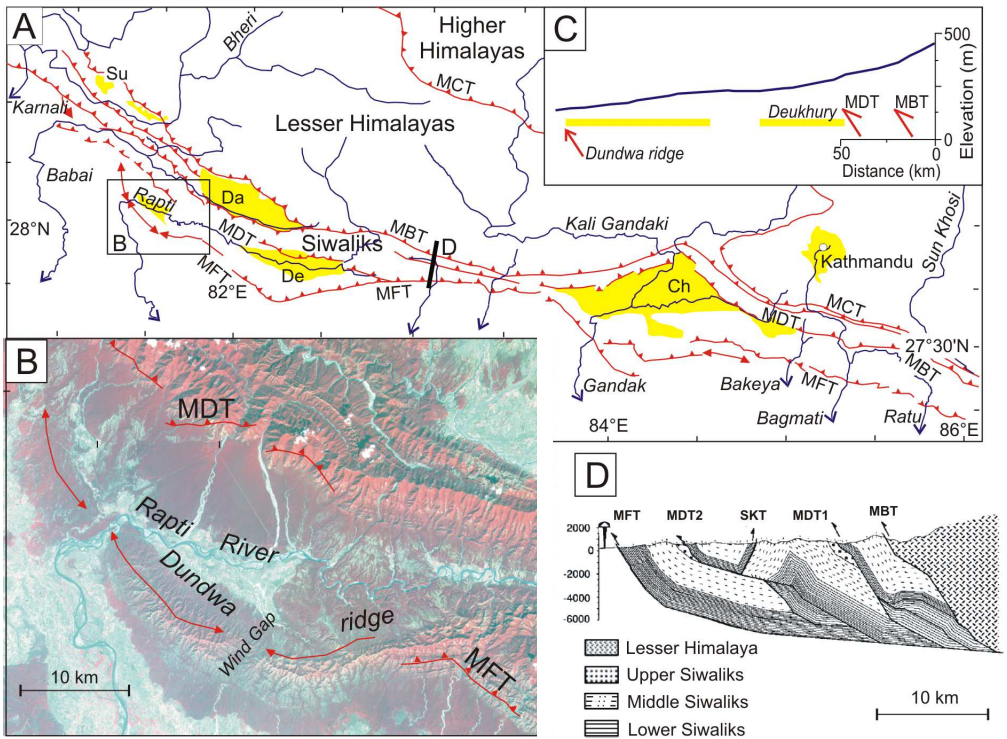 A
Bheri
Higher
Himalayas
MCT
Su
Karnali
Lesser Himalayas
Babai
Rapti
Da
28°N
B
MDT
Siwaliks
MBT
D
De
MFT
82°E
MFT
Kali Gandaki
Kathmandu
Sun Khosi
Ch
MCT
MDT
MBT
27°30'N
MFT
Gandak
Bakeya
Bagmati
Ratu
84°E
86°E
C
500
Elevation (m)
Deukhury
MDT
MBT
0
Dundwa ridge
50
0
Distance (km)
B
MDT
Rapti
River
Dundwa
ridge
Wind Gap
MFT
10 km
D
MFT
MDT2
SKT
MDT1
MBT
2000
0
-2000
-4000
-6000
Lesser Himalaya
Upper Siwaliks
Middle Siwaliks
Lower Siwaliks
10 km